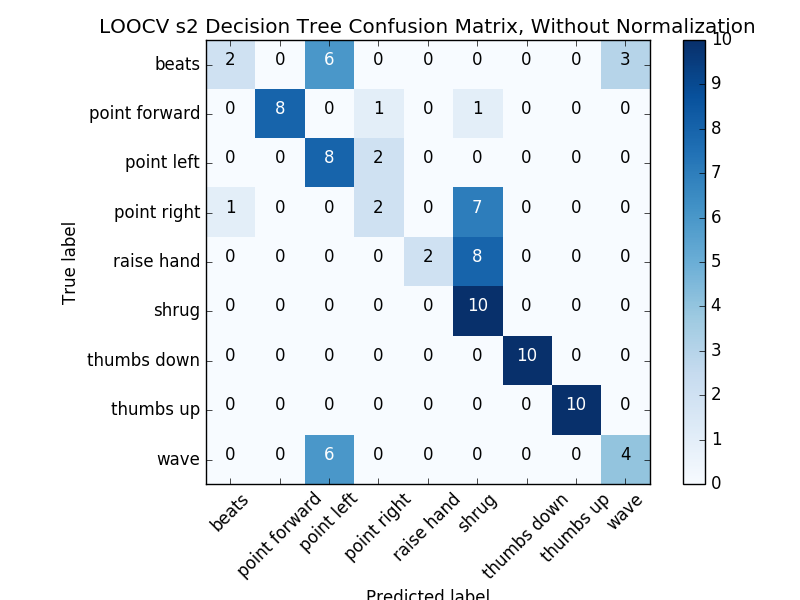 LOOCV s2 Decision Tree Confusion Matrix, Without Normalization
True label
beats 2 0 6 0 0 0 0 0 3
point forward 0 8 0 1 0 1 0 0 0
point left 0 0 8 2 0 0 0 0 0
point right 1 0 0 2 0 7 0 0 0
raise hand 0 0 0 0 2 8 0 0 0
shrug 0 0 0 0 0 10 0 0 0
thumbs down 0 0 0 0 0 0 10 0 0
thumbs up 0 0 0 0 0 0 0 10 0
wave 0 0 6 0 0 0 0 0 4
beats point forward point left point right raise hand shrug thumbs down thumbs up wave
Predicted label
10
9
8
7
6
5
4
3
2
1
0